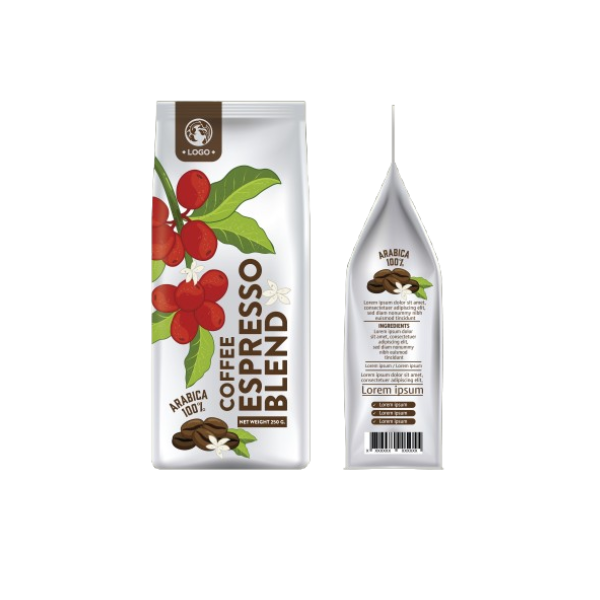 • LOGO •
COFFEE
ESPRESSO
BLEND
NET WEIGHT 250 G.
ARABICA
100%
ARABICA
100%
Lorem ipsum dolor sit amet,
consectetuer adipiscing elit,
sed diam nonummy nibh
euismod tincidunt
INGREDIENTS
Lorem ipsum dolor
sit amet, consectetuer
adipiscing elit, sed
diam nonummy nibh
euismod
tincidunt
Lorem ipsum / Lorem ipsum
Lorem ipsum dolor sit amet,
consectetuer adipiscing elit,
Lorem ipsum
✓ Lorem ipsum
✓ Lorem ipsum
✓ Lorem ipsum